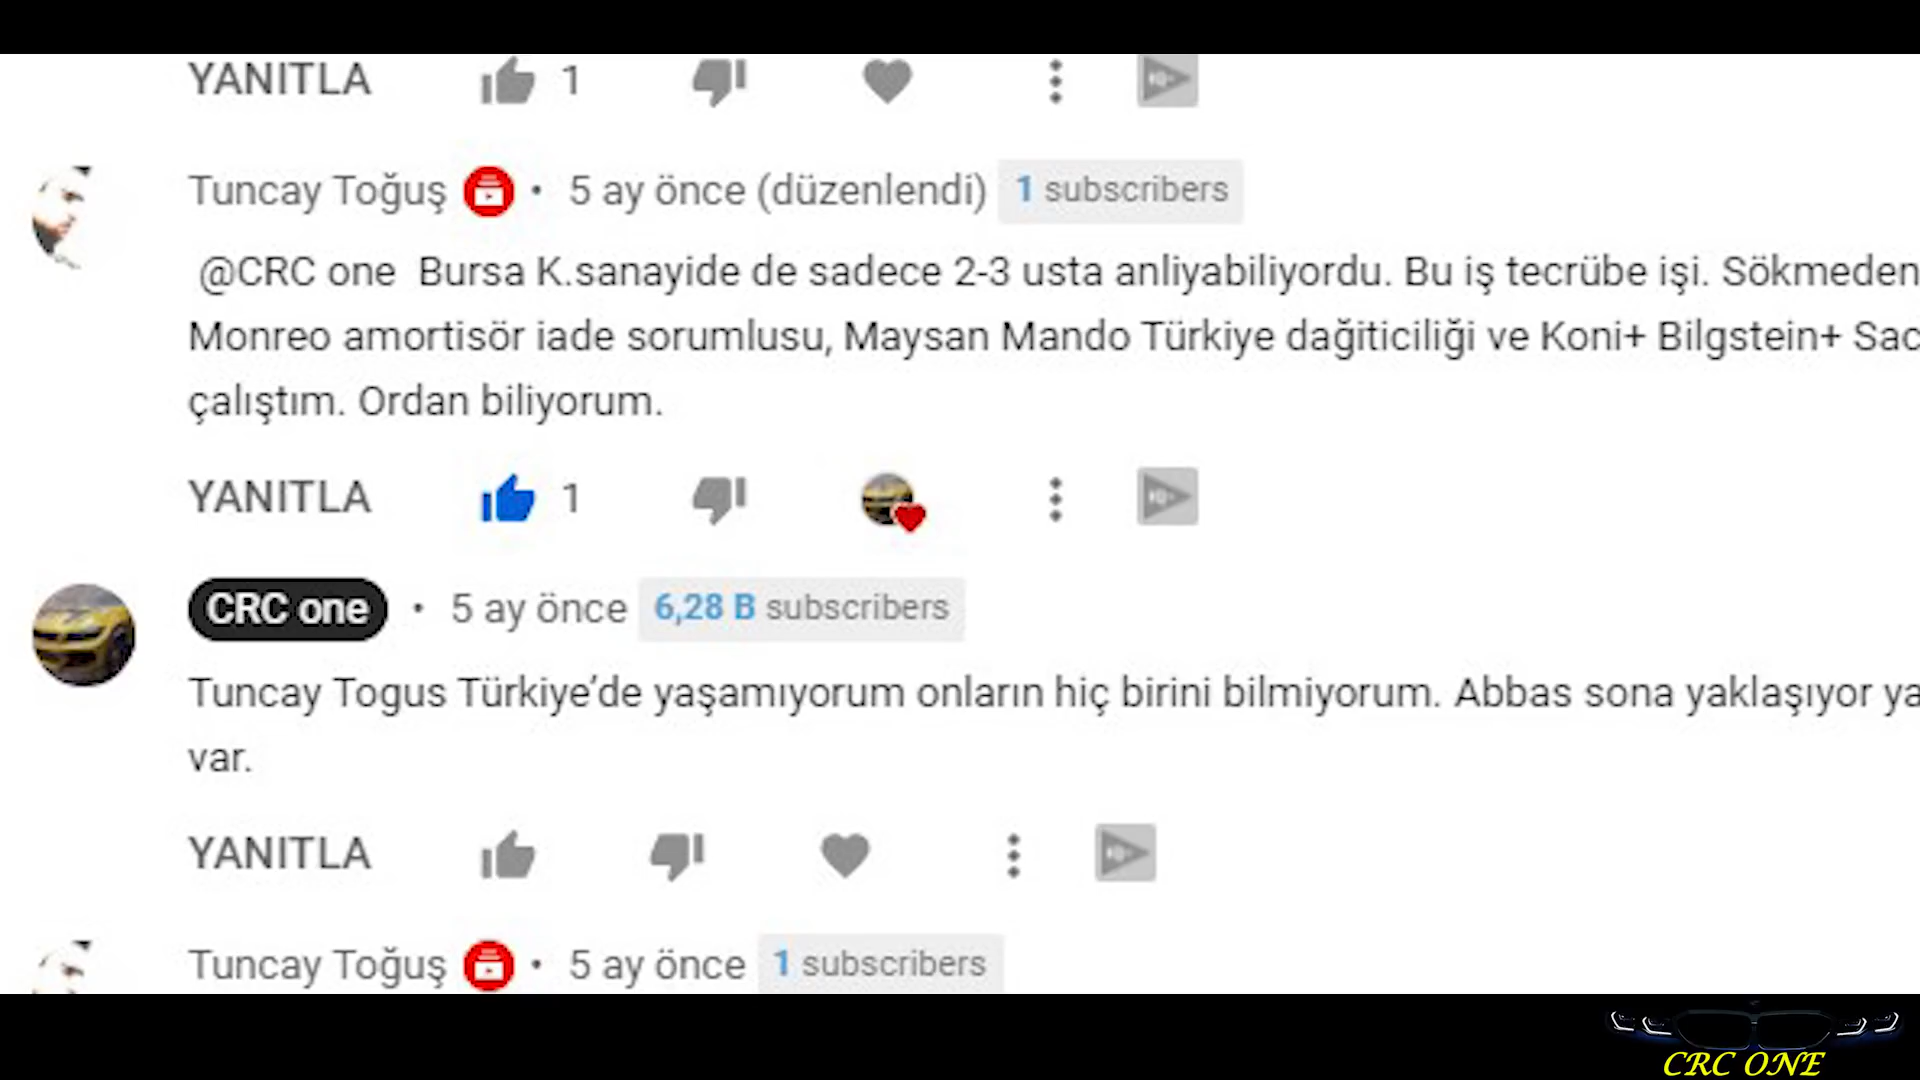 YANITLA 1
Tuncay Toğuş • 5 ay önce (düzenlendi) 1 subscribers
@CRC one Bursa K.sanayide de sadece 2-3 usta anliyabiliyordu. Bu iş tecrübe işi. Sökmeden
Monreo amortisör iade sorumlusu, Maysan Mando Türkiye dağiticiliği ve Koni+ Bilgstein+ Sac
çalıştım. Ordan biliyorum.
YANITLA 1
CRC one • 5 ay önce 6,28 B subscribers
Tuncay Togus Türkiye’de yaşamıyorum onların hiç birini bilmiyorum. Abbas sona yaklaşıyor ya
var.
YANITLA
Tuncay Toğuş • 5 ay önce 1 subscribers
CRC ONE